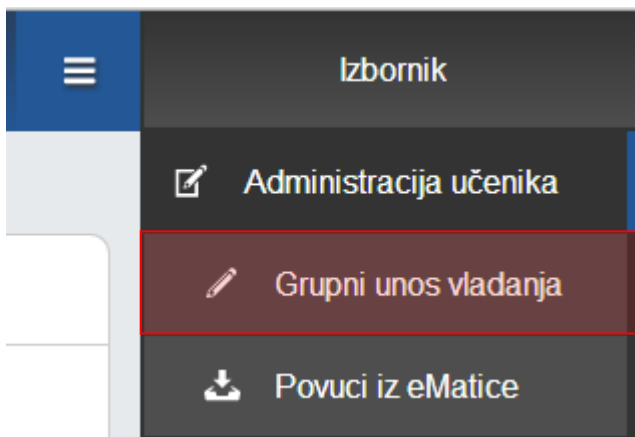 Izbornik
Administracija učenika
Grupni unos vladanja
Povuci iz eMatice